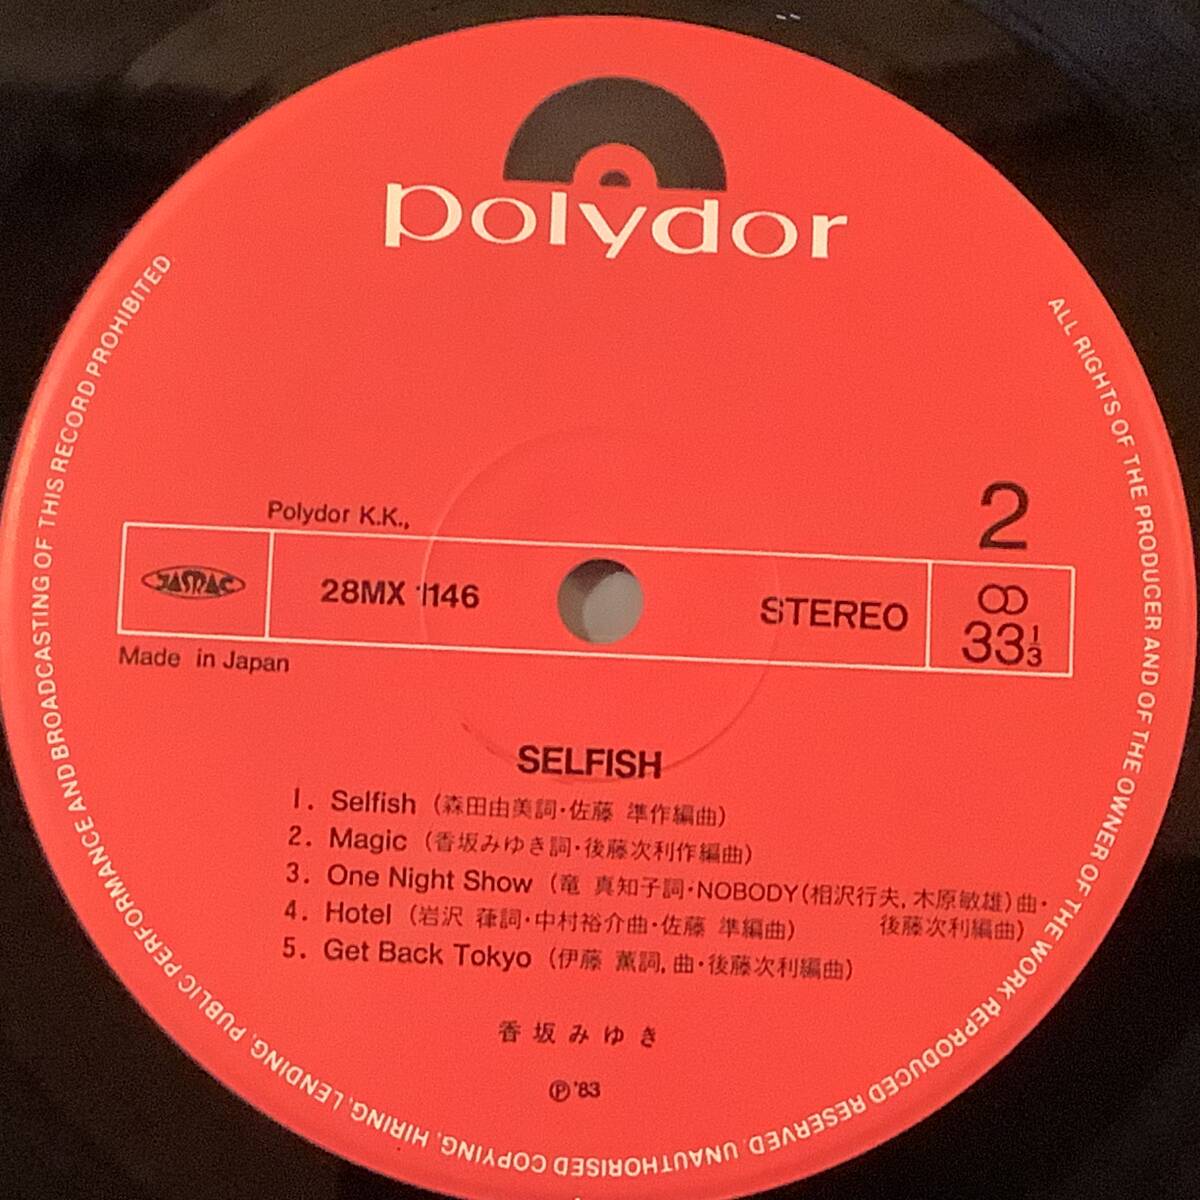 polydor
Polydor K.K.,
2
JASRAC
28MX 1146
STEREO
33 1/3
Made in Japan
SELFISH
1. Selfish (森田由美詞・佐藤 準作編曲)
2. Magic (香坂みゆき詞・後藤次利作編曲)
3. One Night Show (竜 真知子詞・NOBODY(相沢行夫, 木原敏雄)曲・
後藤次利編曲)
4. Hotel (岩沢 葎詞・中村裕介曲・佐藤 準編曲)
5. Get Back Tokyo (伊藤 薫詞, 曲・後藤次利編曲)
香坂みゆき
Ⓟ'83
ALL RIGHTS OF THE PRODUCER AND OF THE OWNER OF THE WORK REPRODUCED RESERVED. UNAUTHORISED COPYING, HIRING, LENDING, PUBLIC PERFORMANCE AND BROADCASTING OF THIS RECORD PROHIBITED